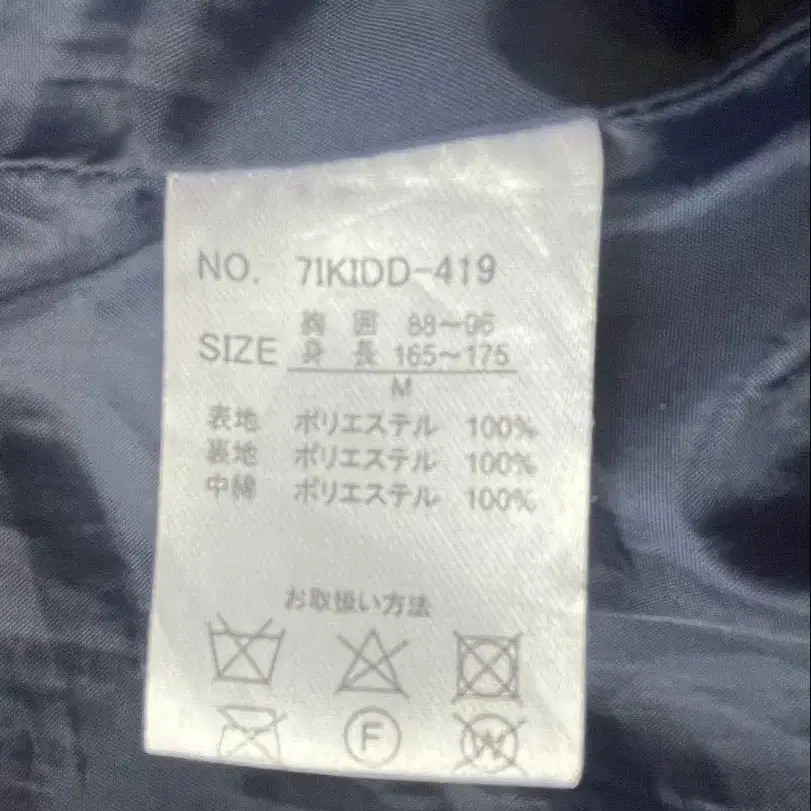 NO. 7IKIDD-419
胸 囲 88~96
SIZE 身 長 165~175
M
表地 ポリエステル 100%
裏地 ポリエステル 100%
中綿 ポリエステル 100%
お取扱い方法
F
W